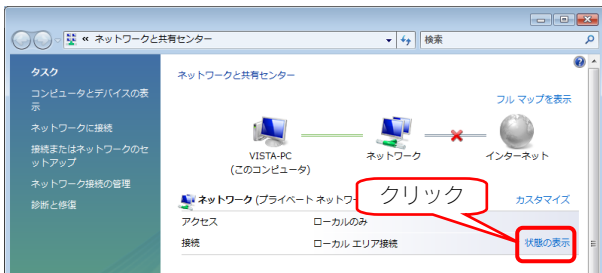 « ネットワークと共有センター
検索
タスク
コンピュータとデバイスの表
示
ネットワークに接続
接続またはネットワークのセ
ットアップ
ネットワーク接続の管理
診断と修復
ネットワークと共有センター
フル マップを表示
VISTA-PC
(このコンピュータ)
ネットワーク
インターネット
ネットワーク (プライベート ネットワー
カスタマイズ
クリック
アクセス
ローカルのみ
接続
ローカル エリア接続
状態の表示